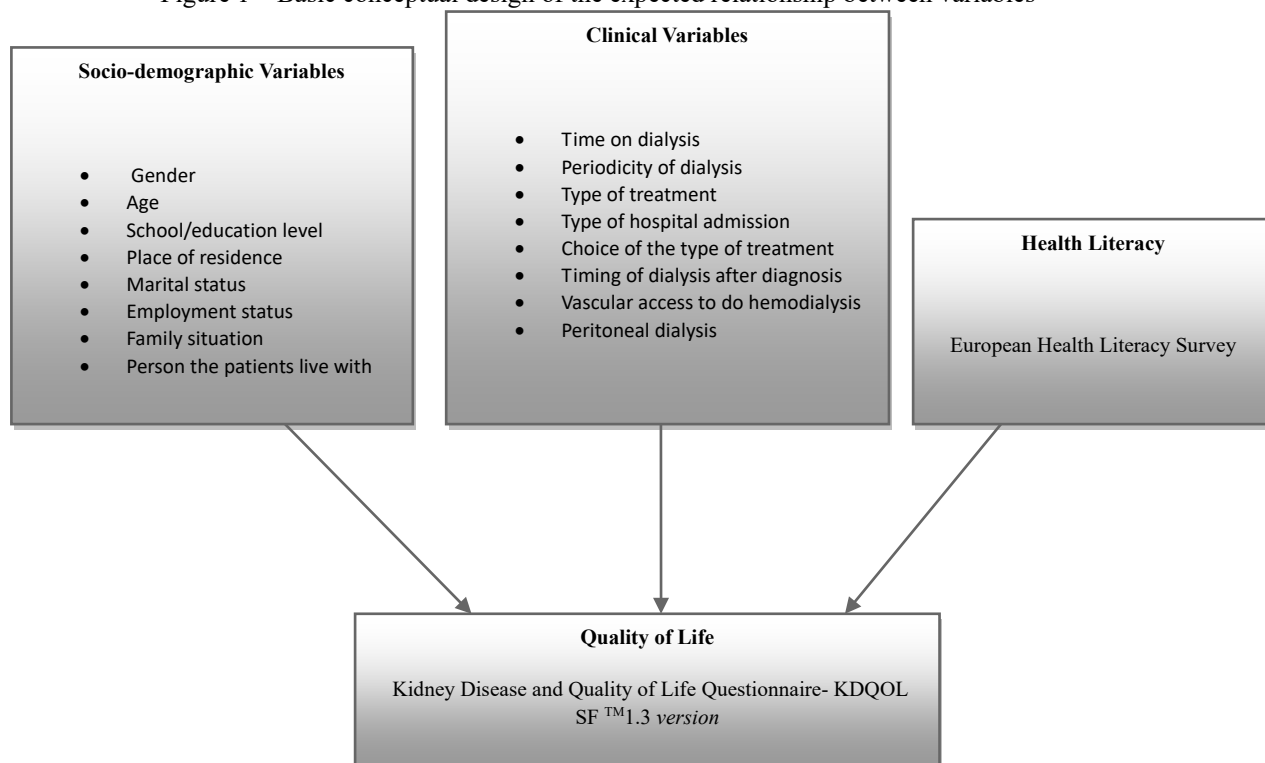 Figure 1 – Basic conceptual design of the expected relationship between variables
Socio-demographic Variables
• Gender
• Age
• School/education level
• Place of residence
• Marital status
• Employment status
• Family situation
• Person the patients live with
Clinical Variables
• Time on dialysis
• Periodicity of dialysis
• Type of treatment
• Type of hospital admission
• Choice of the type of treatment
• Timing of dialysis after diagnosis
• Vascular access to do hemodialysis
• Peritoneal dialysis
Health Literacy
European Health Literacy Survey
Quality of Life
Kidney Disease and Quality of Life Questionnaire- KDQOL
SF ™1.3 version